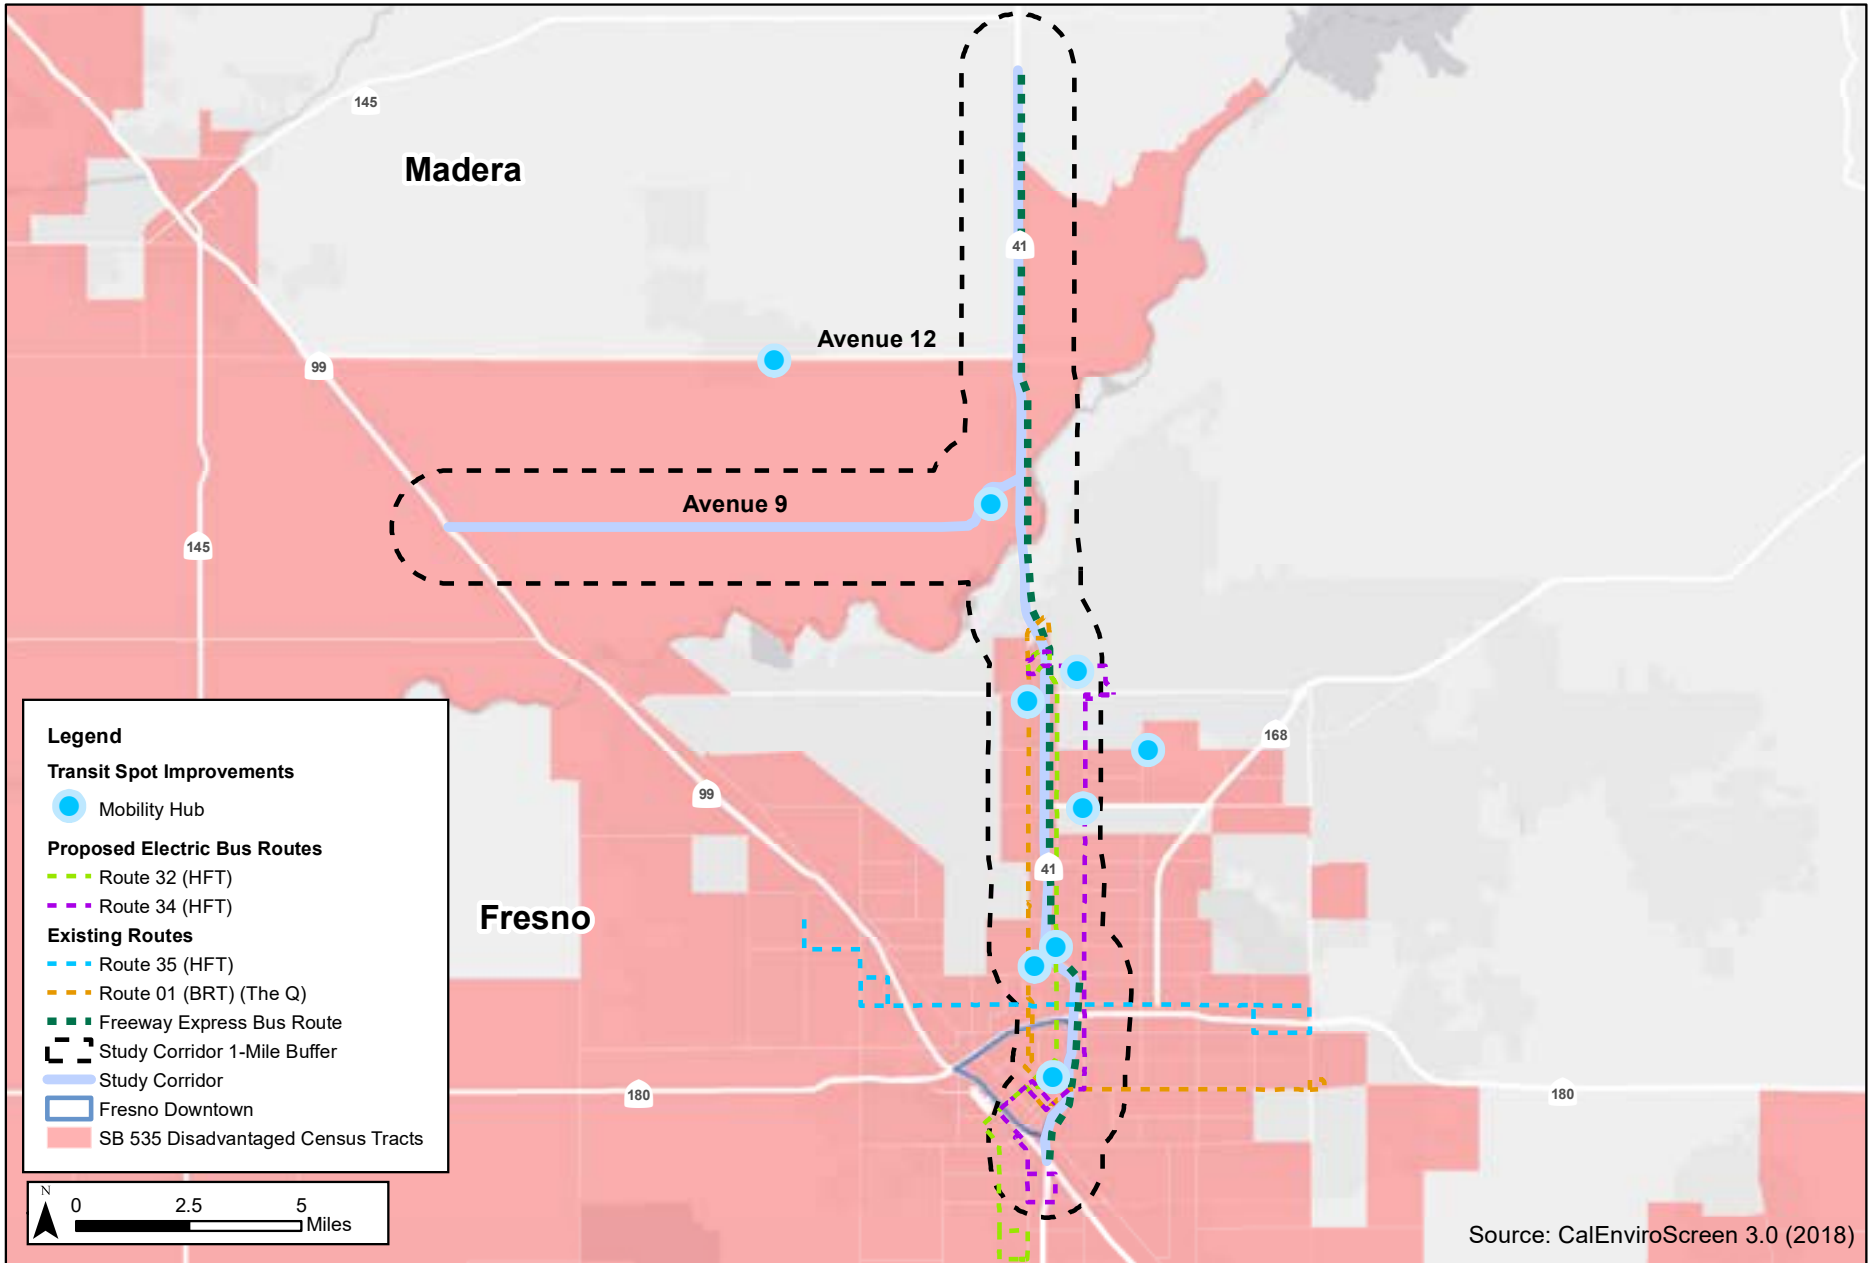 145
Madera
41
Avenue 12
99
Avenue 9
145
168
99
41
Fresno
180
180
Legend
Transit Spot Improvements
Mobility Hub
Proposed Electric Bus Routes
Route 32 (HFT)
Route 34 (HFT)
Existing Routes
Route 35 (HFT)
Route 01 (BRT) (The Q)
Freeway Express Bus Route
Study Corridor 1-Mile Buffer
Study Corridor
Fresno Downtown
SB 535 Disadvantaged Census Tracts
N
0 2.5 5
Miles
Source: CalEnviroScreen 3.0 (2018)